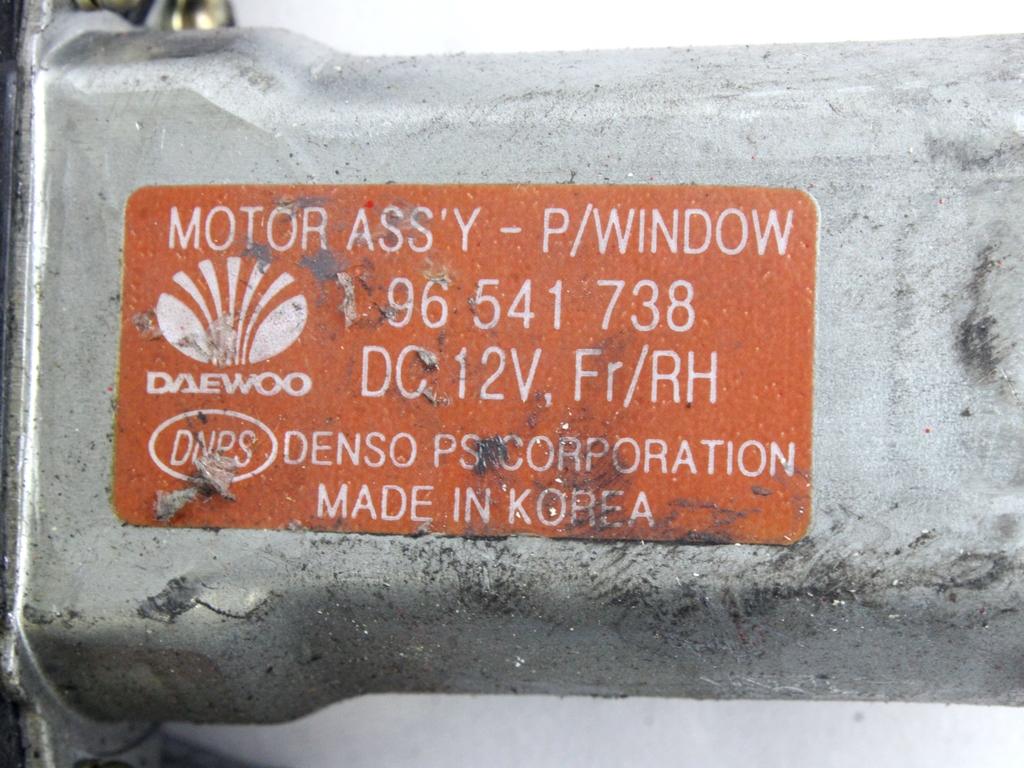 MOTOR ASS'Y - P/WINDOW
96 541 738
DAEWOO DC 12V, Fr/RH
DNPS DENSO PS CORPORATION
MADE IN KOREA